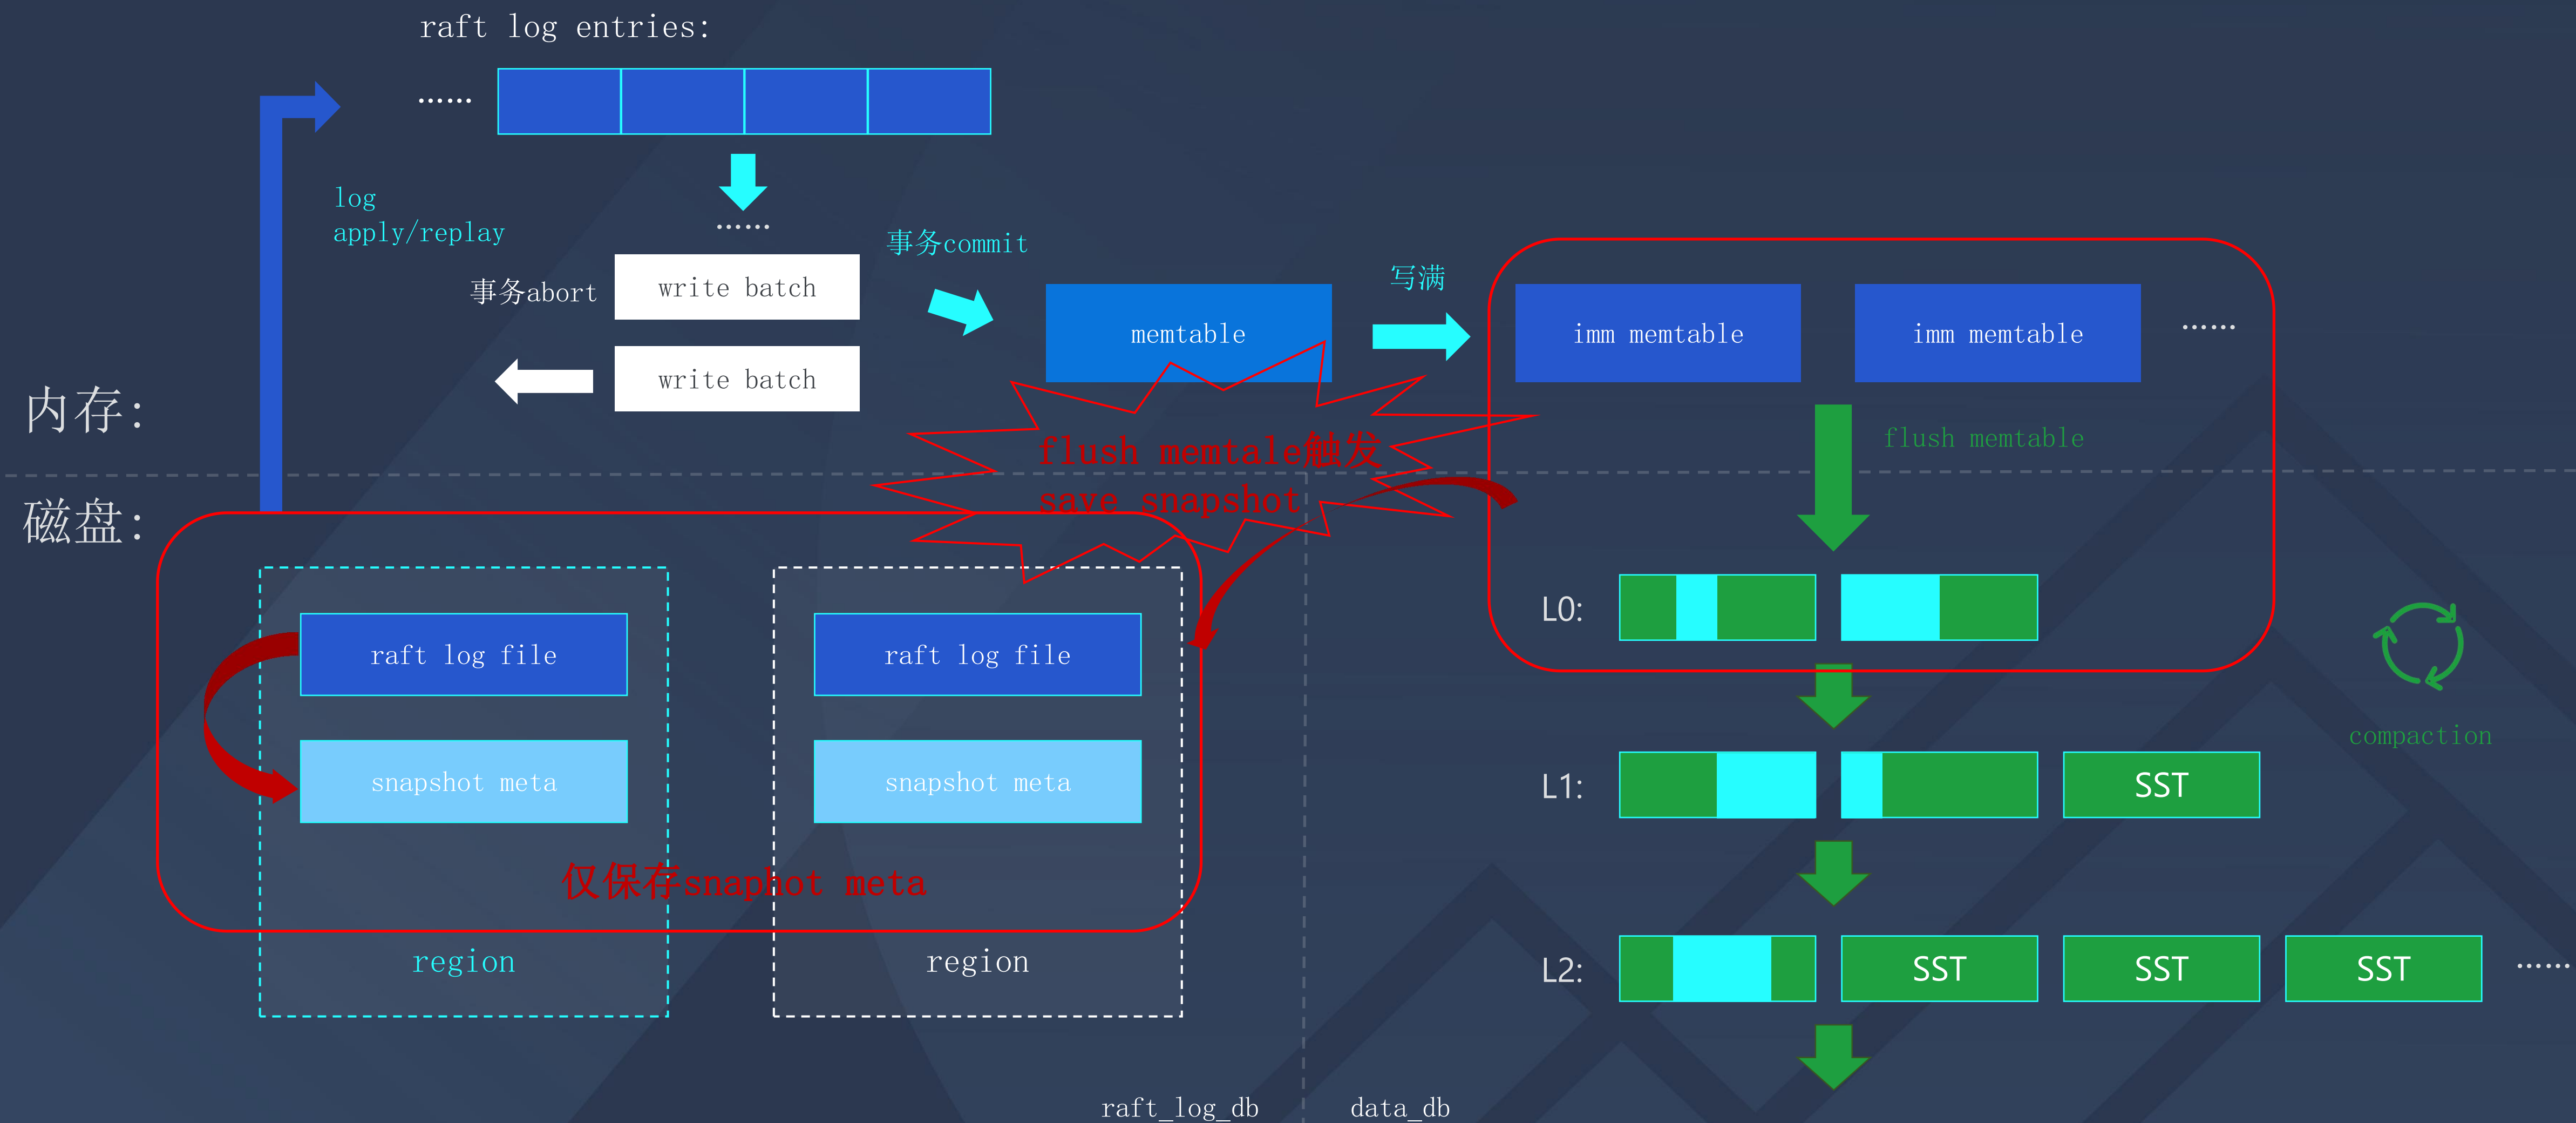 raft log entries:
……
log
apply/replay
……
事务abort
write batch
write batch
事务commit
memtable
写满
imm memtable
imm memtable
……
内存:
flush memtable
flush memtale触发
save snapshot
磁盘:
raft log file
raft log file
snapshot meta
snapshot meta
仅保存snaphot meta
region
region
L0:
compaction
L1:
SST
L2:
SST
SST
SST
……
raft_log_db
data_db